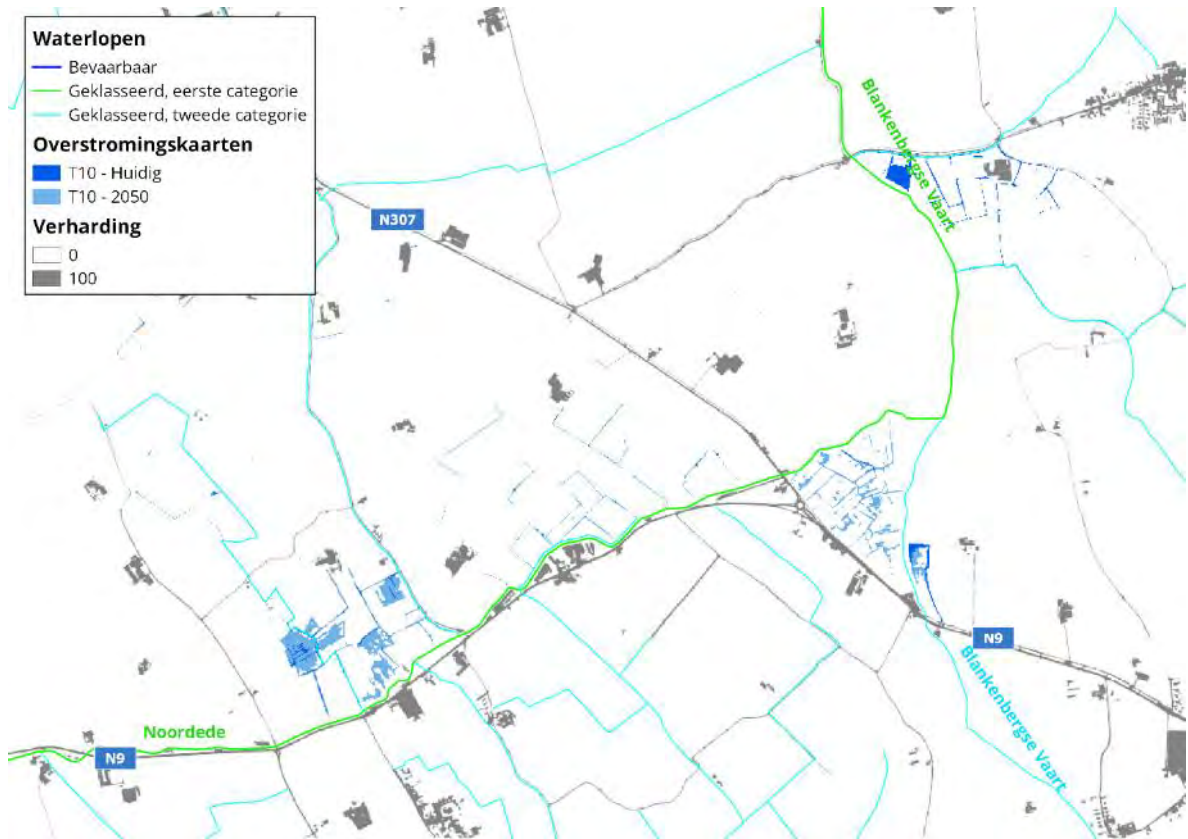 Waterlopen
Bevaarbaar
Geklasseerd, eerste categorie
Geklasseerd, tweede categorie
Overstromingskaarten
T10 - Huidig
T10 - 2050
Verharding
0
100
N307
Blankenbergse Vaart
N9
Blankenbergse Vaart
Noordede
N9